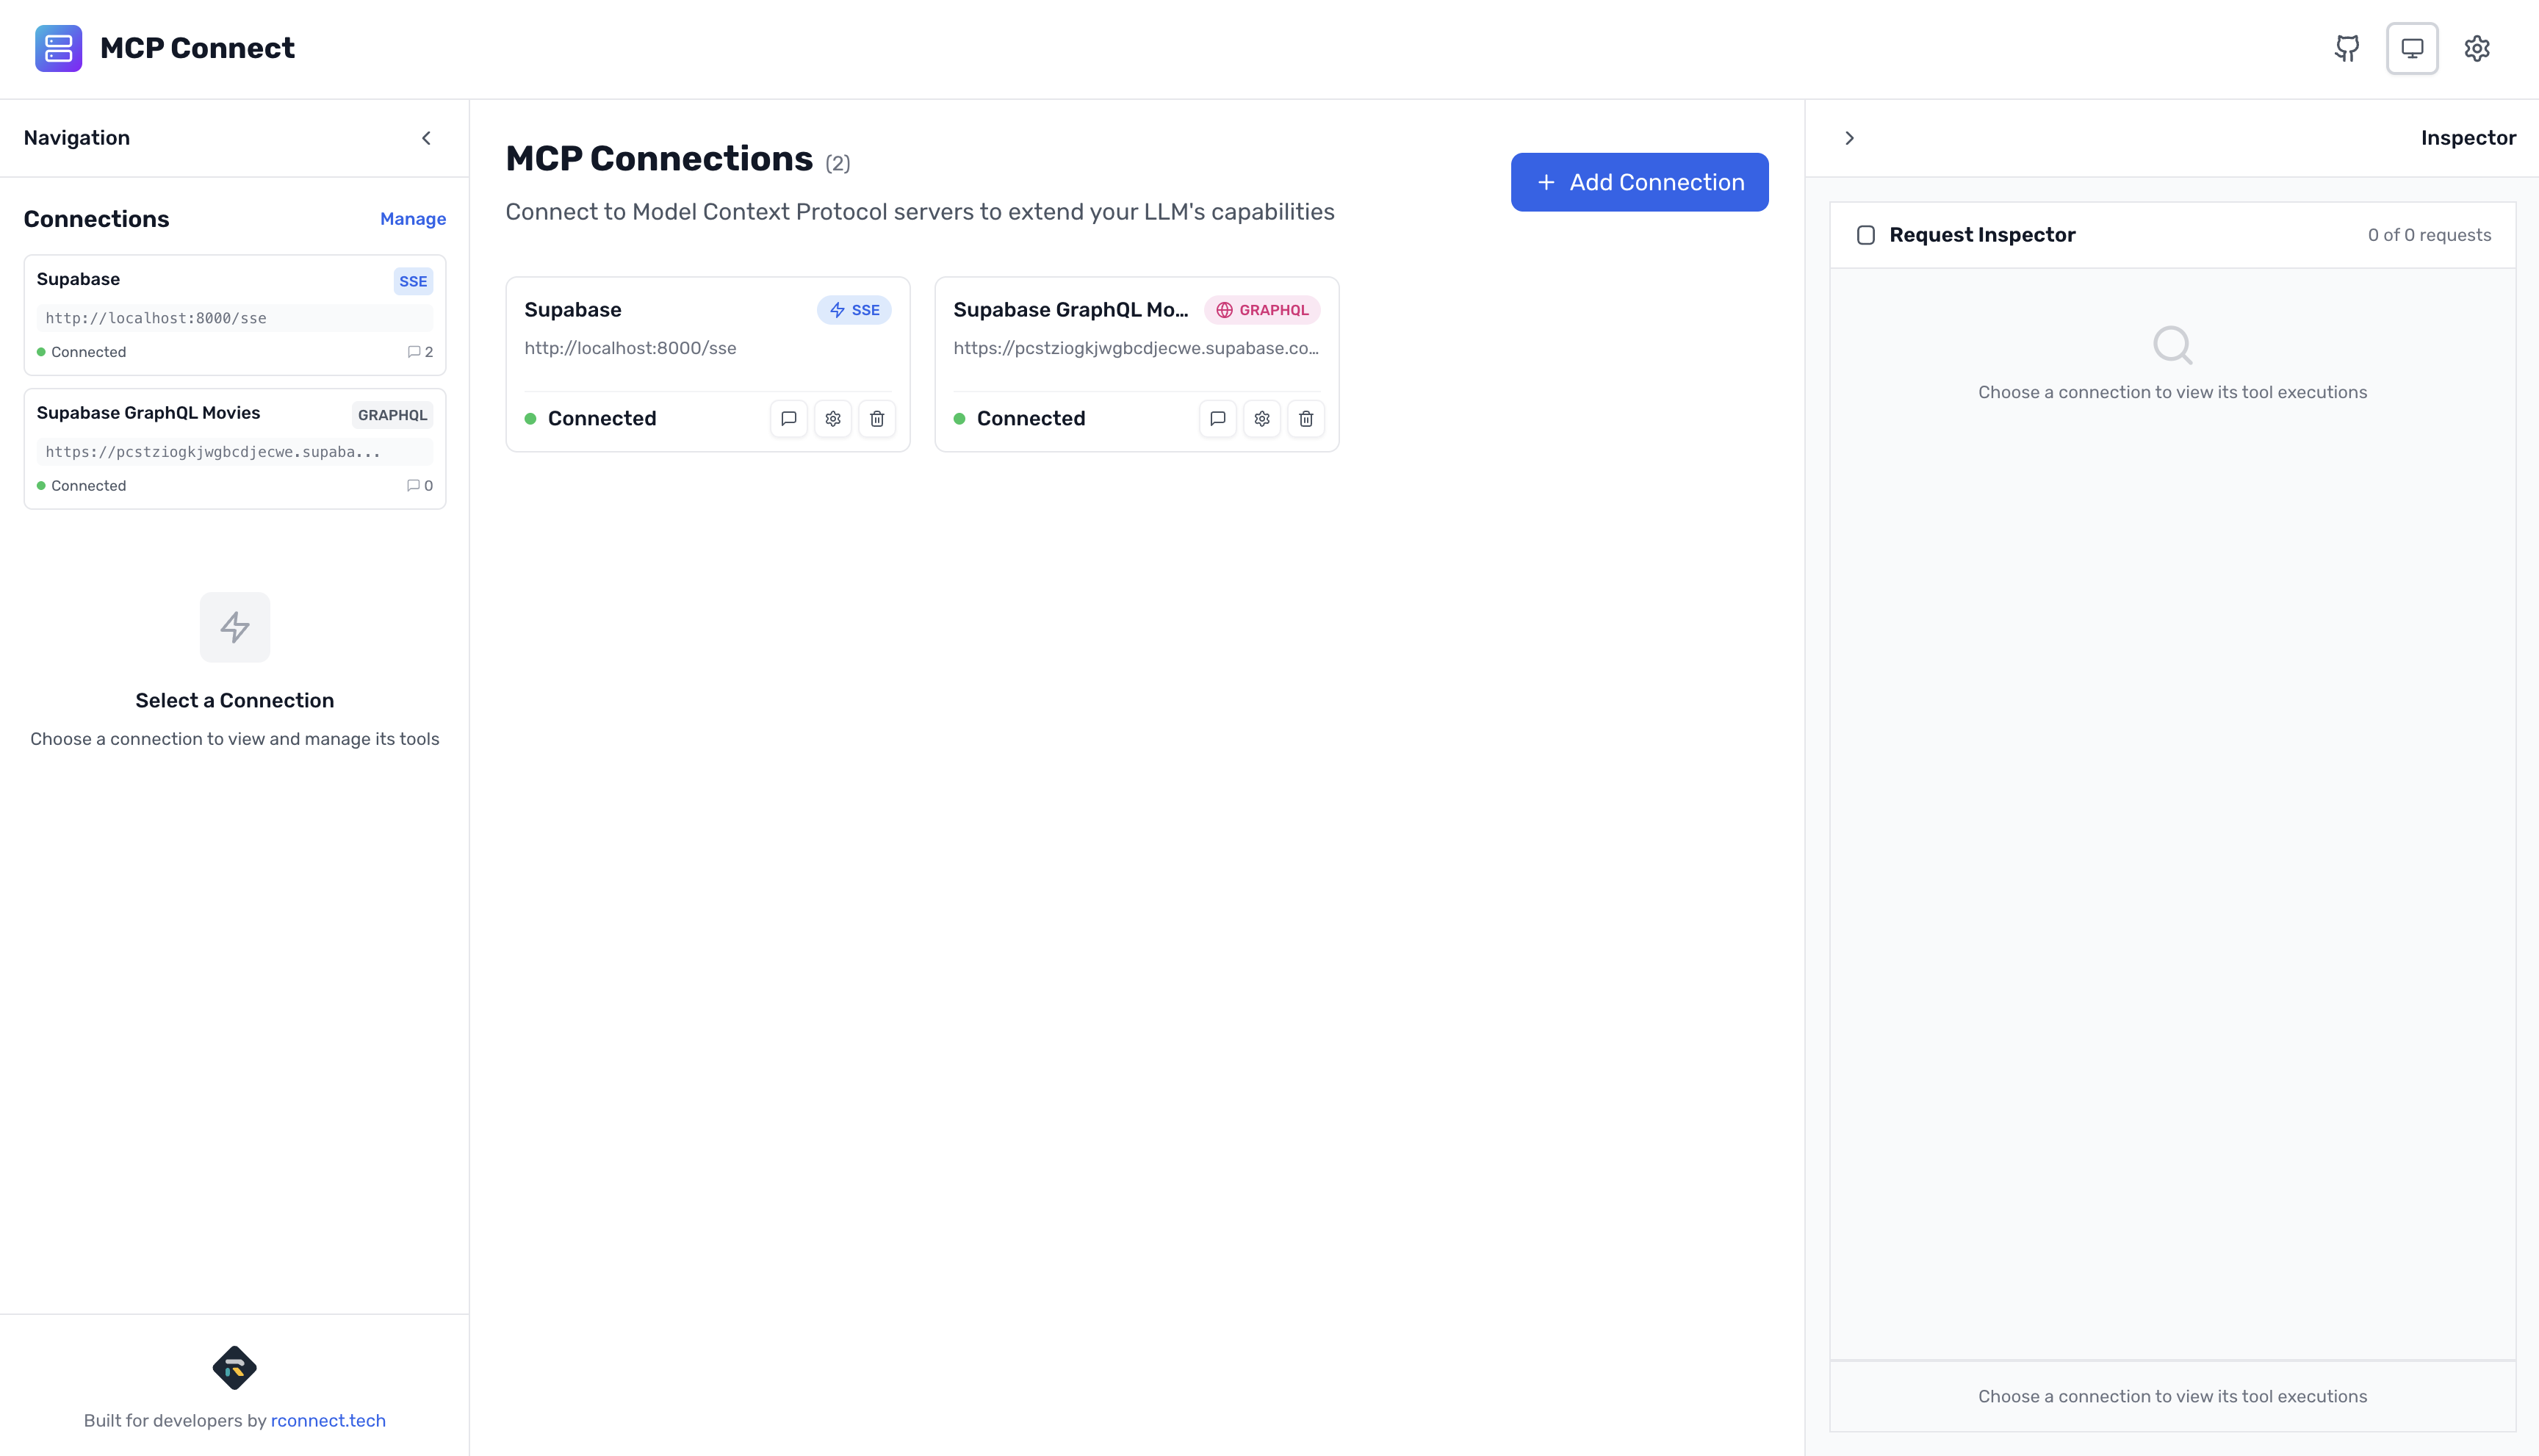 MCP Connect
Navigation
Connections
Manage
Supabase
SSE
http://localhost:8000/sse
Connected
2
Supabase GraphQL Movies
GRAPHQL
https://pcstziogkjwgbcdjecwe.supaba...
Connected
0
Select a Connection
Choose a connection to view and manage its tools
Built for developers by rconnect.tech
MCP Connections (2)
Connect to Model Context Protocol servers to extend your LLM's capabilities
Add Connection
Supabase
SSE
http://localhost:8000/sse
Connected
Supabase GraphQL Mo...
GRAPHQL
https://pcstziogkjwgbcdjecwe.supabase.co...
Connected
Inspector
Request Inspector
0 of 0 requests
Choose a connection to view its tool executions
Choose a connection to view its tool executions